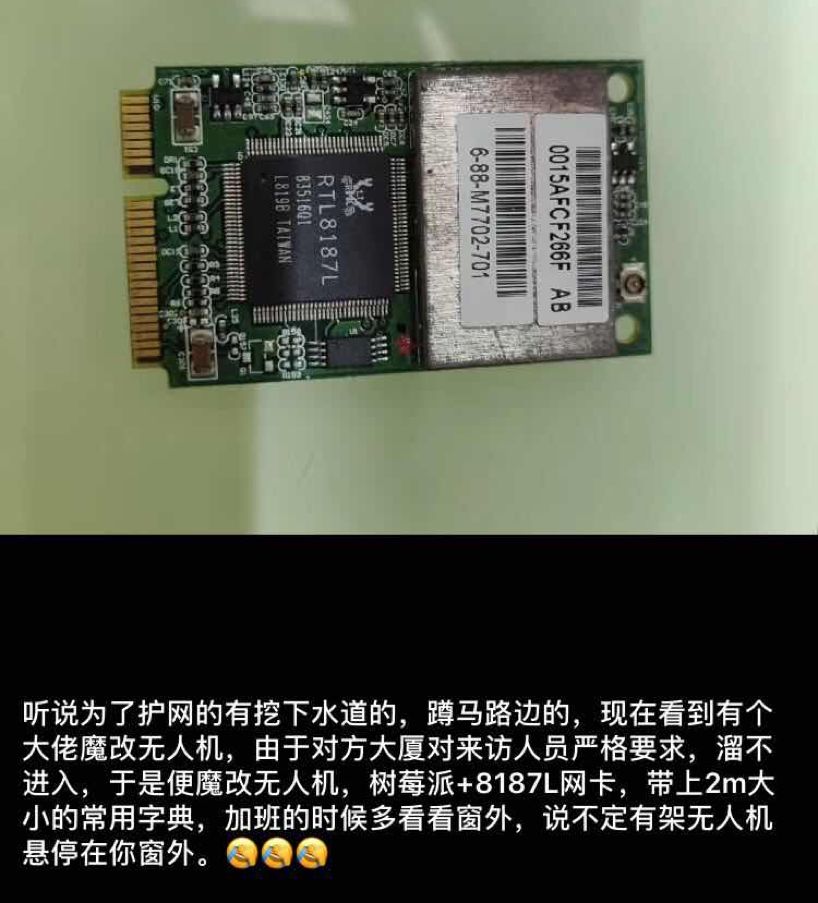 RTL8187L
8351601
L819B TAIWAN
0015AFCF266F AB
6-88-M7702-701
听说为了护网的有挖下水道的，蹲马路边的，现在看到有个
大佬魔改无人机，由于对方大厦对来访人员严格要求，溜不
进入，于是便魔改无人机，树莓派+8187L网卡，带上2m大
小的常用字典，加班的时候多看看窗外，说不定有架无人机
悬停在你窗外。😂😂😂